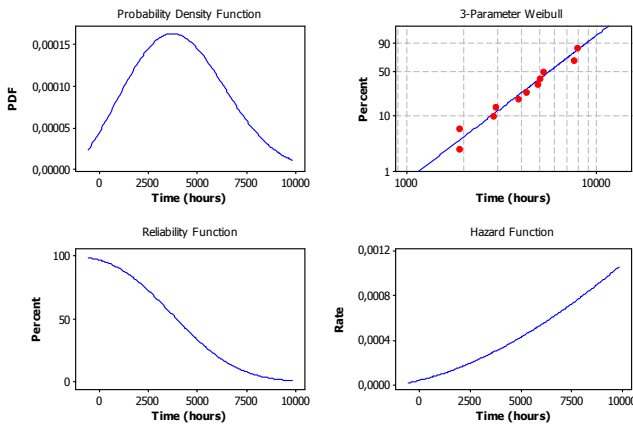 Probability Density Function
PDF
0,00015
0,00010
0,00005
0,00000
0
2500
5000
7500
10000
Time (hours)
3-Parameter Weibull
Percent
90
50
10
1
1000
10000
Time (hours)
Reliability Function
Percent
100
50
0
0
2500
5000
7500
10000
Time (hours)
Hazard Function
Rate
0,0012
0,0008
0,0004
0,0000
0
2500
5000
7500
10000
Time (hours)